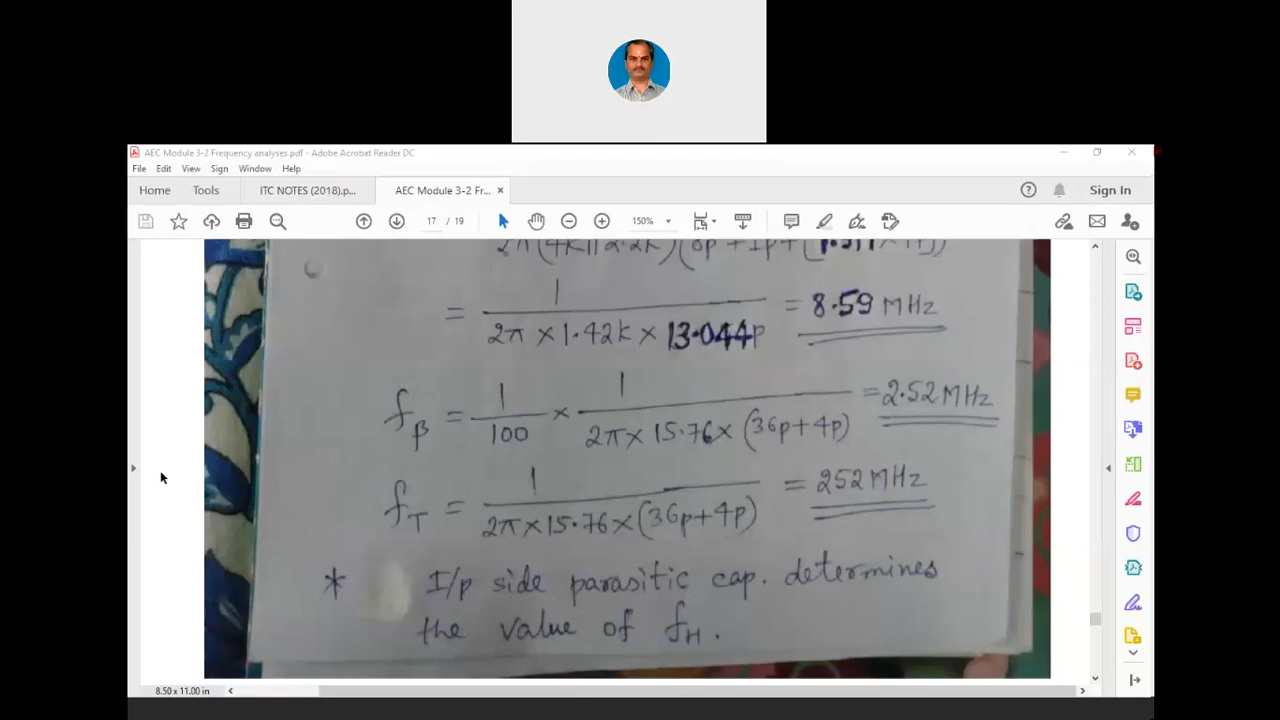 AEC Module 3-2 Frequency analyses.pdf - Adobe Acrobat Reader DC
File Edit View Sign Window Help
Home Tools ITC NOTES (2018).p... AEC Module 3-2 Fr... × Sign In
17 / 19 150%
= 1 / (2π × 1.42k × 13.044p) = 8.59 MHz
fβ = 1/100 × 1 / (2π × 15.76 × (36p+4p)) = 2.52 MHz
fT = 1 / (2π × 15.76 × (36p+4p)) = 252 MHz
* I/p side parasitic cap. determines
the value of fH.
8.50 x 11.00 in